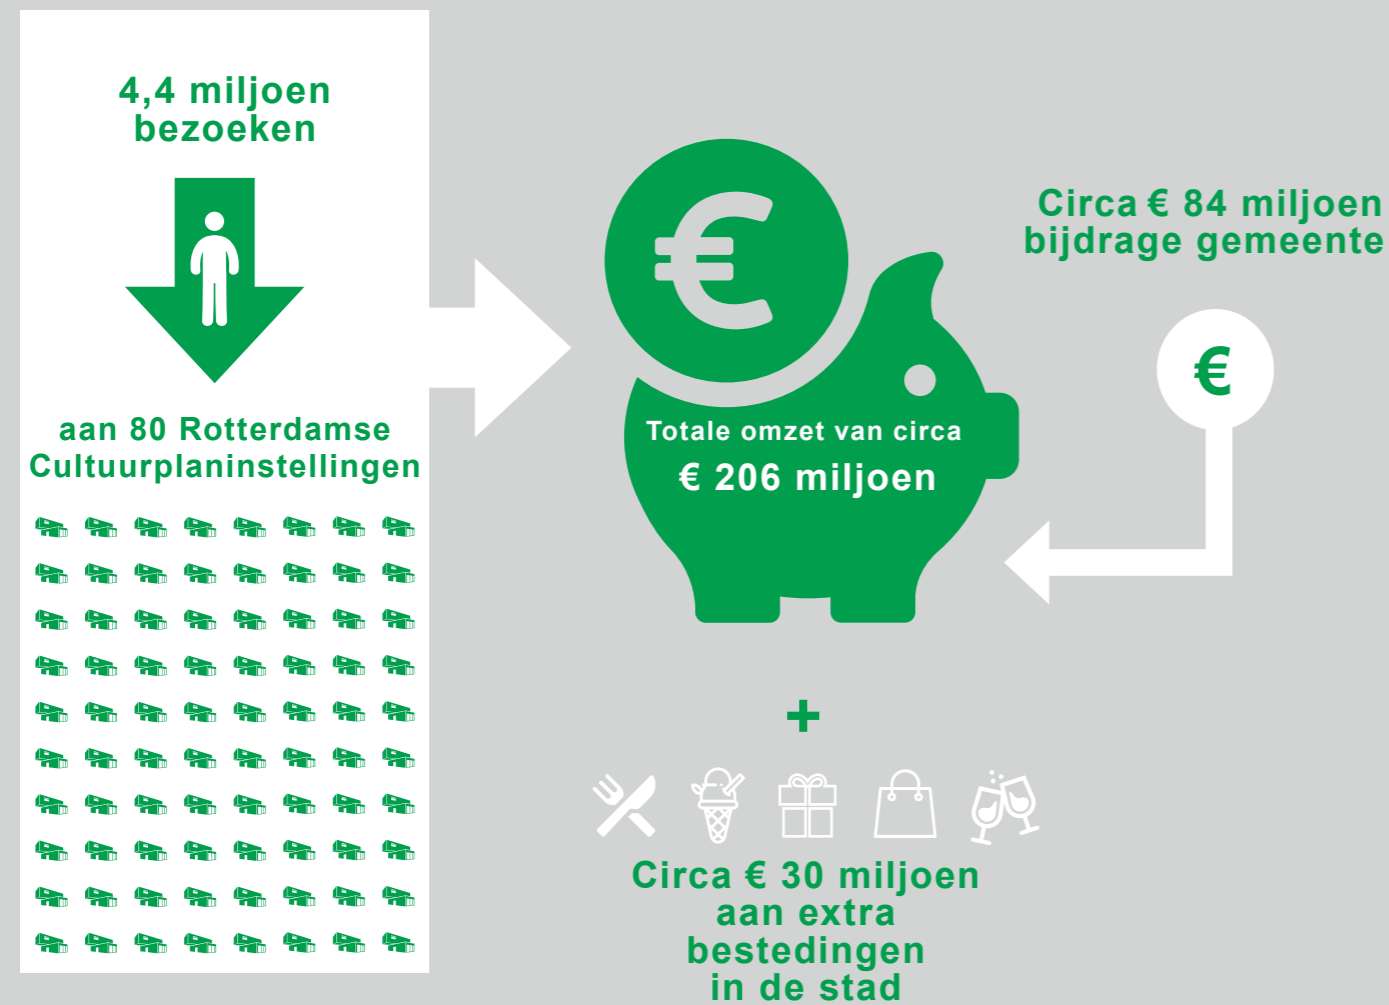 4,4 miljoen
bezoeken
aan 80 Rotterdamse
Cultuurplaninstellingen
€
Totale omzet van circa
€ 206 miljoen
Circa € 84 miljoen
bijdrage gemeente
€
+
Circa € 30 miljoen
aan extra
bestedingen
in de stad